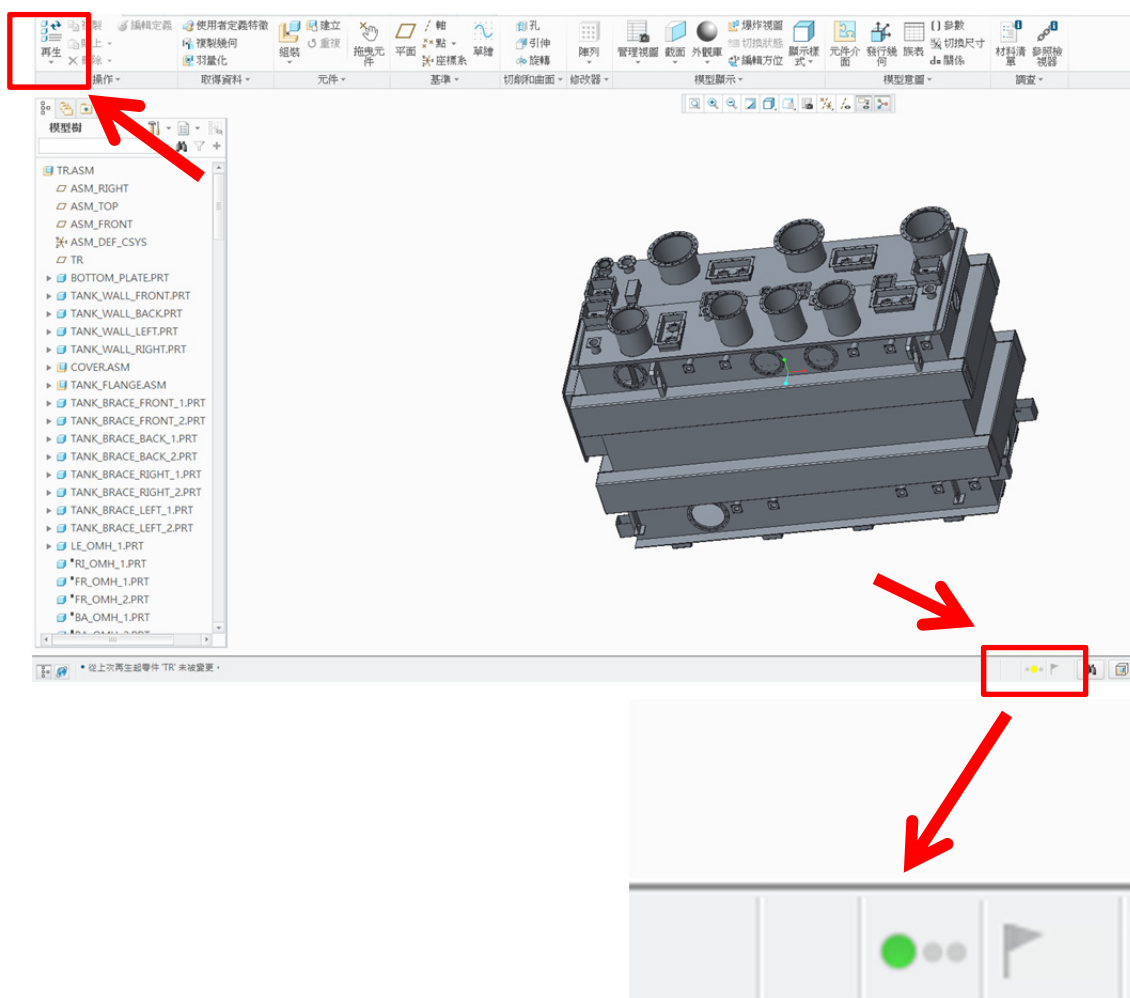 複製 編輯定義 使用者定義特徵 建立 軸 孔 爆炸視圖 ( ) 參數
貼上 複製幾何 重複 點 引伸 切換狀態 切換尺寸
再生 刪除 羽量化 組裝 拖曳元件 平面 座標系 草繪 旋轉 陣列 管理視圖 截面 外觀庫 編輯方位 顯示樣式 元件介面 發行幾何 族表 d= 關係 材料清單 參照檢視器
操作 取得資料 元件 基準 切削和曲面 修改器 模型顯示 模型意圖 調查
模型樹
TR.ASM
ASM_RIGHT
ASM_TOP
ASM_FRONT
ASM_DEF_CSYS
TR
BOTTOM_PLATE.PRT
TANK_WALL_FRONT.PRT
TANK_WALL_BACK.PRT
TANK_WALL_LEFT.PRT
TANK_WALL_RIGHT.PRT
COVER.ASM
TANK_FLANGE.ASM
TANK_BRACE_FRONT_1.PRT
TANK_BRACE_FRONT_2.PRT
TANK_BRACE_BACK_1.PRT
TANK_BRACE_BACK_2.PRT
TANK_BRACE_RIGHT_1.PRT
TANK_BRACE_RIGHT_2.PRT
TANK_BRACE_LEFT_1.PRT
TANK_BRACE_LEFT_2.PRT
LE_OMH_1.PRT
RI_OMH_1.PRT
FR_OMH_1.PRT
FR_OMH_2.PRT
BA_OMH_1.PRT
從上次再生起零件 'TR' 未被變更。